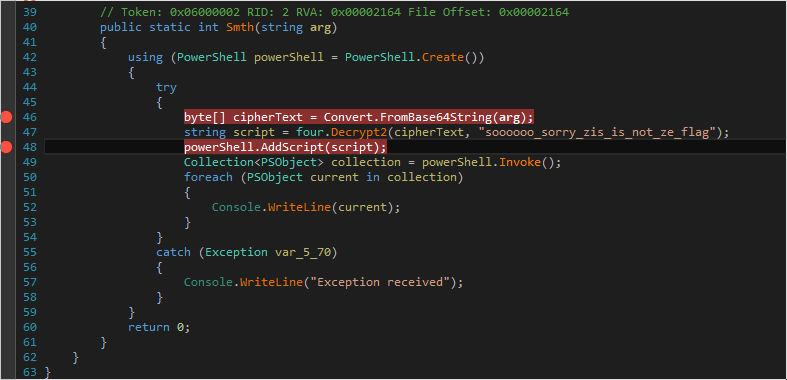 39 // Token: 0x06000002 RID: 2 RVA: 0x00002164 File Offset: 0x00002164
40 public static int Smth(string arg)
41 {
42 using (PowerShell powerShell = PowerShell.Create())
43 {
44 try
45 {
46 byte[] cipherText = Convert.FromBase64String(arg);
47 string script = four.Decrypt2(cipherText, "soooooo_sorry_zis_is_not_ze_flag");
48 powerShell.AddScript(script);
49 Collection<PSObject> collection = powerShell.Invoke();
50 foreach (PSObject current in collection)
51 {
52 Console.WriteLine(current);
53 }
54 }
55 catch (Exception var_5_70)
56 {
57 Console.WriteLine("Exception received");
58 }
59 }
60 return 0;
61 }
62 }
63 }